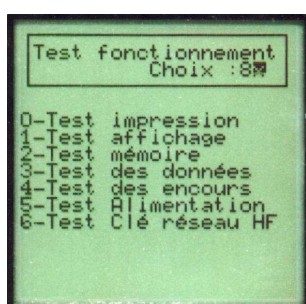 Test fonctionnement
Choix :8
0-Test impression
1-Test affichage
2-Test mémoire
3-Test des données
4-Test des encours
5-Test Alimentation
6-Test Clé réseau HF